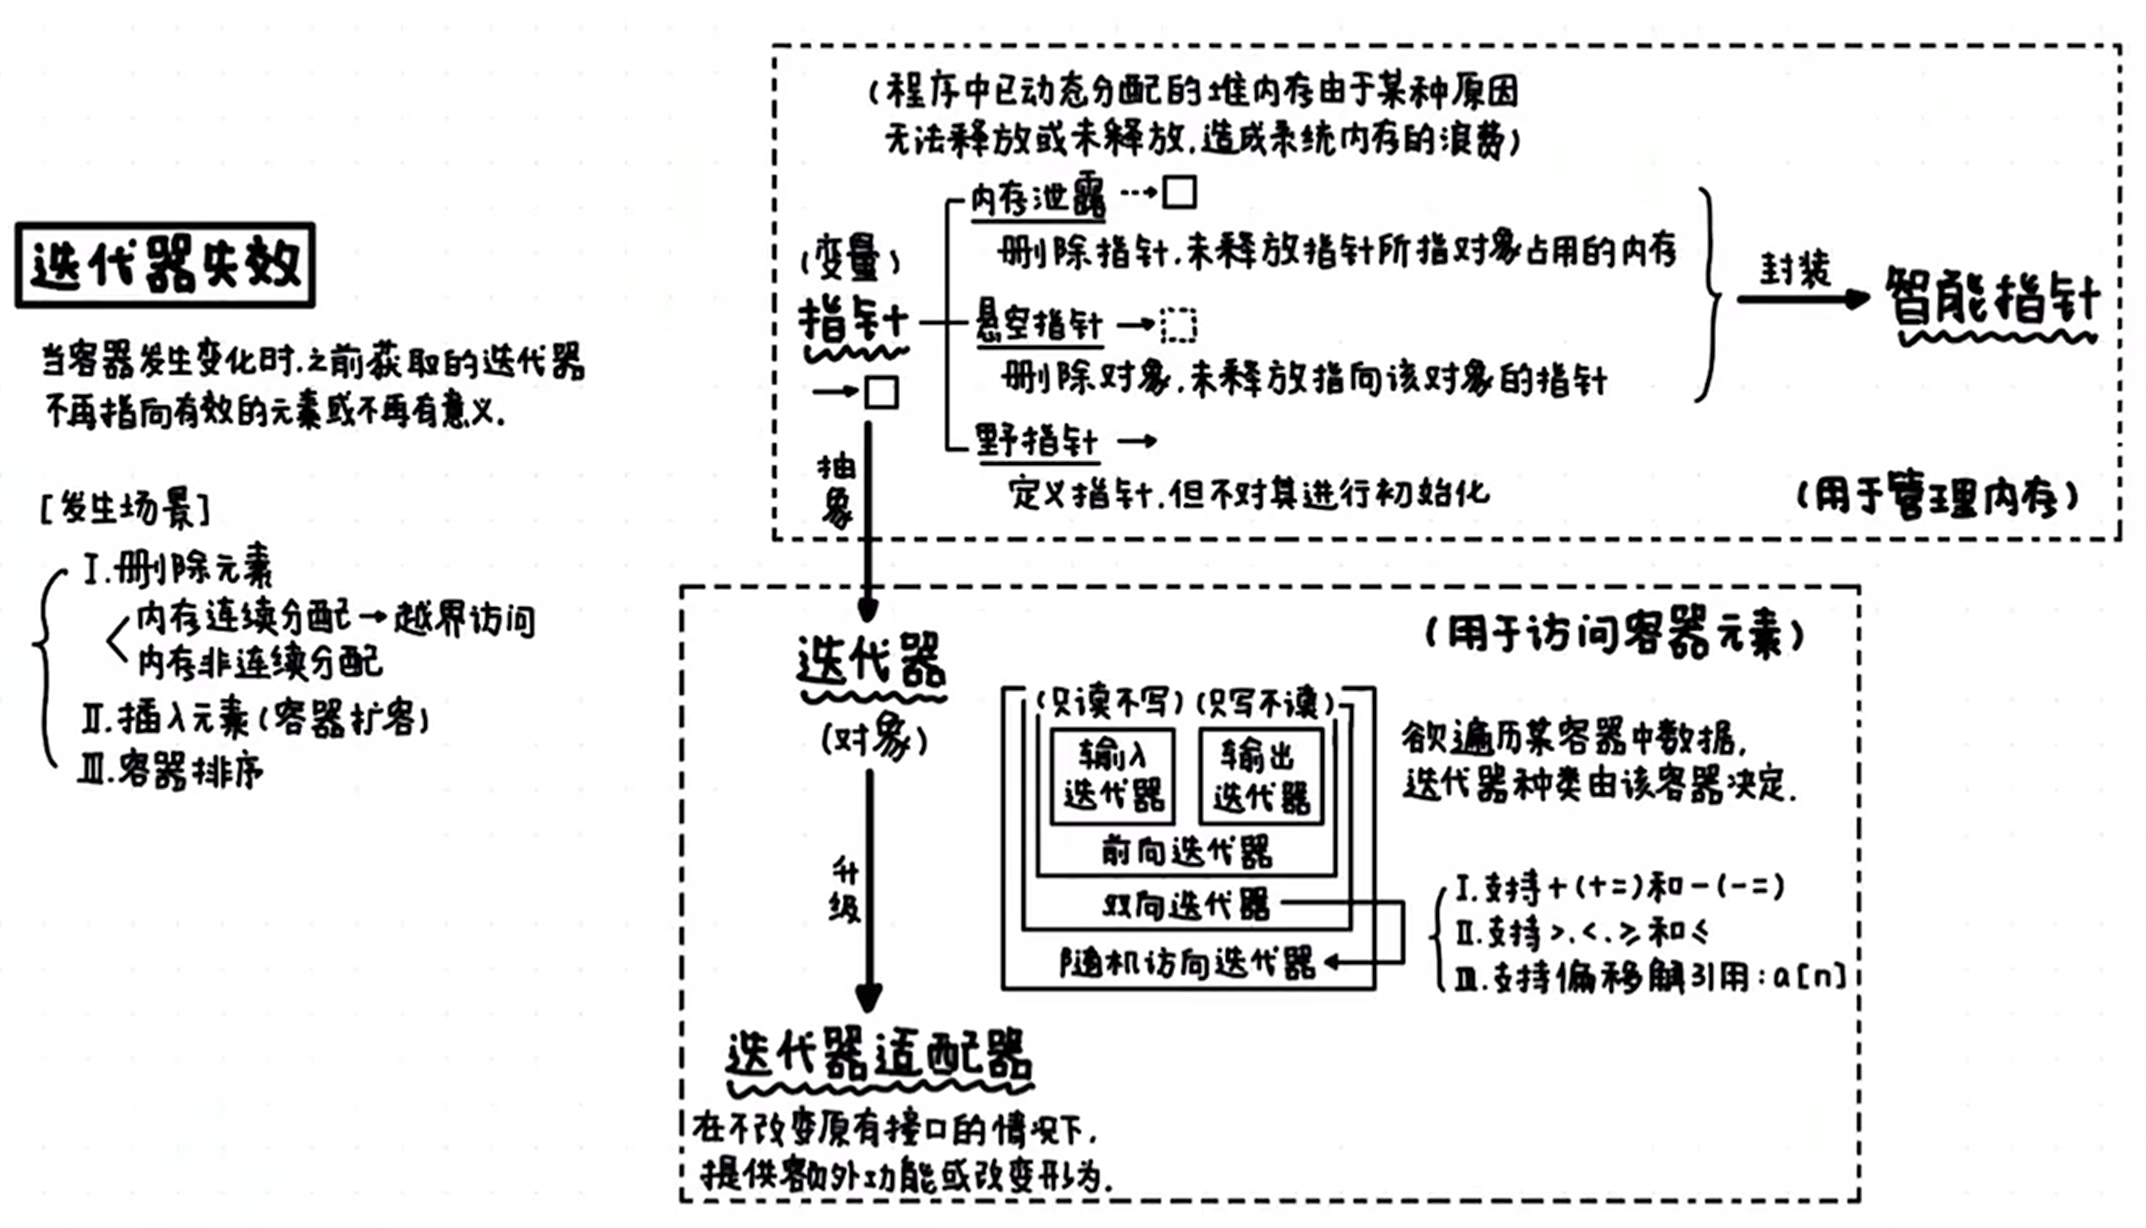 迭代器失效
当容器发生变化时.之前获取的迭代器
不再指向有效的元素或不再有意义.
[发生场景]
Ⅰ.删除元素
内存连续分配→越界访问
内存非连续分配
Ⅱ.插入元素(容器扩容)
Ⅲ.容器排序
(程序中已动态分配的堆内存由于某种原因
无法释放或未释放.造成系统内存的浪费)
(变量)
指针
内存泄露
删除指针.未释放指针所指对象占用的内存
悬空指针
删除对象.未释放指向该对象的指针
野指针
定义指针.但不对其进行初始化
封装
智能指针
(用于管理内存)
抽象
迭代器
(对象)
(用于访问容器元素)
(只读不写) (只写不读)
输入
迭代器
输出
迭代器
前向迭代器
双向迭代器
随机访向迭代器
欲遍历某容器中数据,
迭代器种类由该容器决定.
Ⅰ.支持+(+=)和-(-=)
Ⅱ.支持>.<.≥和≤
Ⅲ.支持偏移解引用:a[n]
升级
迭代器适配器
在不改变原有接口的情况下,
提供额外功能或改变形为.